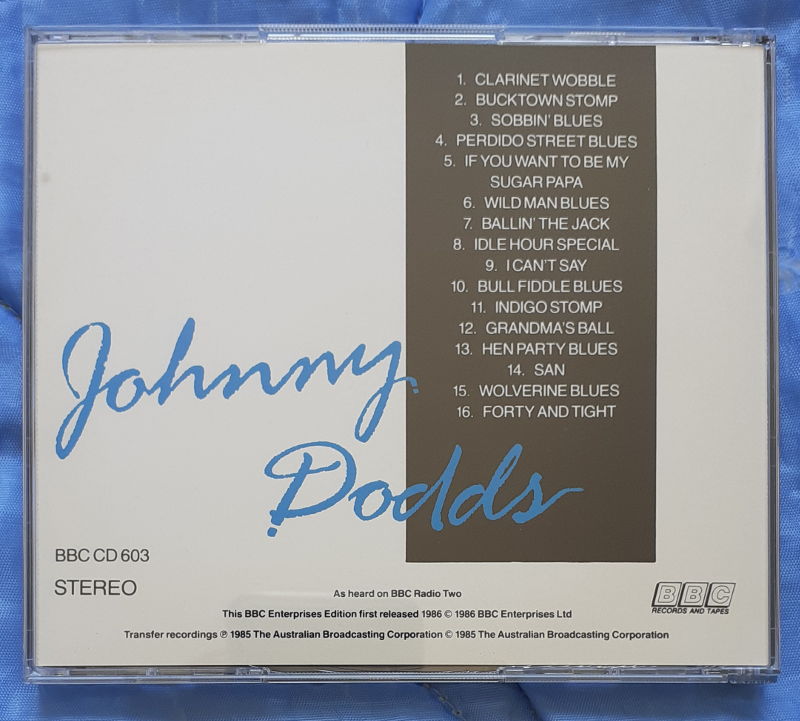 1. CLARINET WOBBLE
2. BUCKTOWN STOMP
3. SOBBIN' BLUES
4. PERDIDO STREET BLUES
5. IF YOU WANT TO BE MY
SUGAR PAPA
6. WILD MAN BLUES
7. BALLIN' THE JACK
8. IDLE HOUR SPECIAL
9. I CAN'T SAY
10. BULL FIDDLE BLUES
11. INDIGO STOMP
12. GRANDMA'S BALL
13. HEN PARTY BLUES
14. SAN
15. WOLVERINE BLUES
16. FORTY AND TIGHT
Johnny
Dodds
BBC CD 603
STEREO
As heard on BBC Radio Two
This BBC Enterprises Edition first released 1986 © 1986 BBC Enterprises Ltd
Transfer recordings ℗ 1985 The Australian Broadcasting Corporation © 1985 The Australian Broadcasting Corporation
BBC
RECORDS AND TAPES